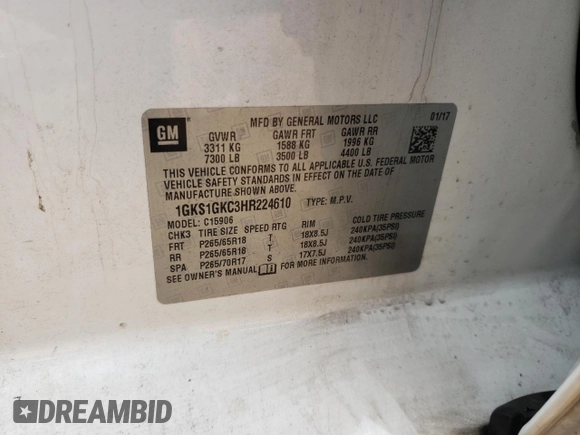 GM
MFD BY GENERAL MOTORS LLC 01/17
GVWR GAWR FRT GAWR RR
3311 KG 1588 KG 1996 KG
7300 LB 3500 LB 4400 LB
THIS VEHICLE CONFORMS TO ALL APPLICABLE U.S. FEDERAL MOTOR
VEHICLE SAFETY STANDARDS IN EFFECT ON THE DATE OF
MANUFACTURE SHOWN ABOVE.
1GKS1GKC3HR224610 TYPE: M.P.V.
MODEL: C15906
CHK3 TIRE SIZE SPEED RTG RIM COLD TIRE PRESSURE
FRT P265/65R18 T 18X8.5J 240KPA(35PSI)
RR P265/65R18 T 18X8.5J 240KPA(35PSI)
SPA P265/70R17 S 17X7.5J 240KPA(35PSI)
SEE OWNER'S MANUAL FOR MORE INFORMATION.
DREAMBID